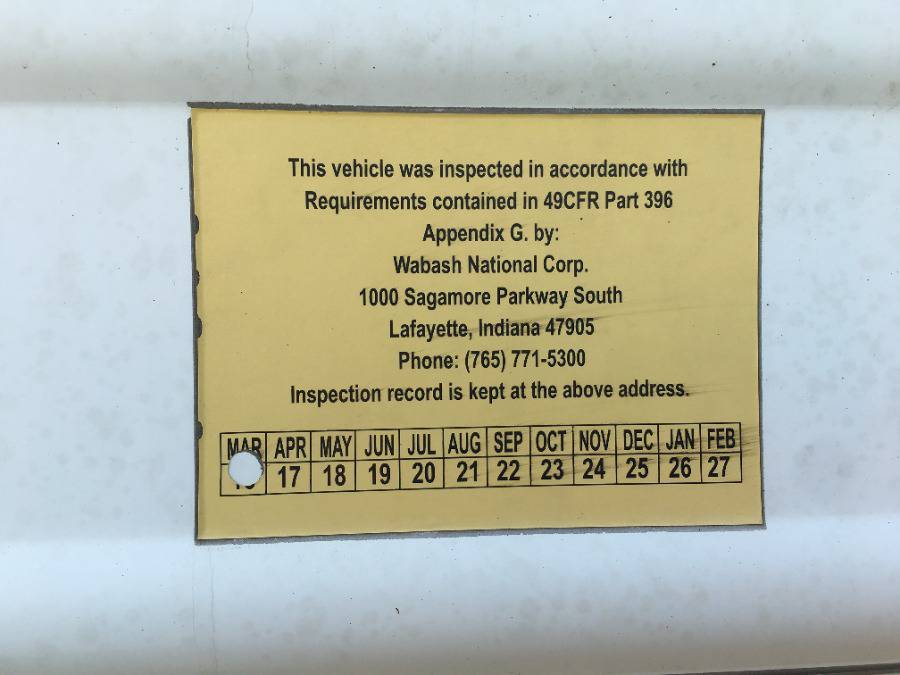 This vehicle was inspected in accordance with
Requirements contained in 49CFR Part 396
Appendix G. by:
Wabash National Corp.
1000 Sagamore Parkway South
Lafayette, Indiana 47905
Phone: (765) 771-5300
Inspection record is kept at the above address.
MAR APR MAY JUN JUL AUG SEP OCT NOV DEC JAN FEB
17 18 19 20 21 22 23 24 25 26 27